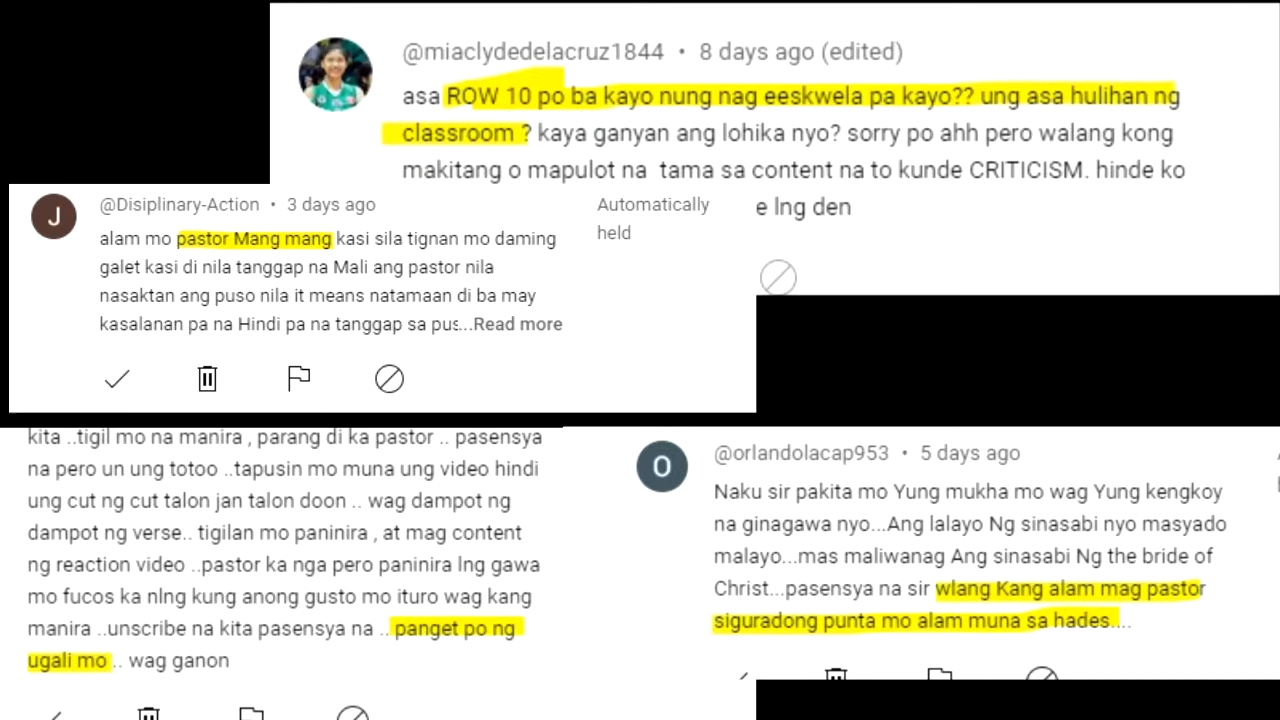 @miaclydedelacruz1844 • 8 days ago (edited)
asa ROW 10 po ba kayo nung nag eeskwela pa kayo?? ung asa hulihan ng
classroom ? kaya ganyan ang lohika nyo? sorry po ahh pero walang kong
makitang o mapulot na  tama sa content na to kunde CRITICISM. hinde ko
e lng den
J
@Disiplinary-Action • 3 days ago
Automatically
held
alam mo pastor Mang mang kasi sila tignan mo daming
galet kasi di nila tanggap na Mali ang pastor nila
nasaktan ang puso nila it means natamaan di ba may
kasalanan pa na Hindi pa na tanggap sa pus...Read more
kita ..tigil mo na manira , parang di ka pastor .. pasensya
na pero un ung totoo ..tapusin mo muna ung video hindi
ung cut ng cut talon jan talon doon .. wag dampot ng
dampot ng verse.. tigilan mo paninira , at mag content
ng reaction video ..pastor ka nga pero paninira lng gawa
mo fucos ka nlng kung anong gusto mo ituro wag kang
manira ..unscribe na kita pasensya na .. panget po ng
ugali mo .. wag ganon
O
@orlandolacap953 • 5 days ago
Naku sir pakita mo Yung mukha mo wag Yung kengkoy
na ginagawa nyo...Ang lalayo Ng sinasabi nyo masyado
malayo...mas maliwanag Ang sinasabi Ng the bride of
Christ...pasensya na sir wlang Kang alam mag pastor
siguradong punta mo alam muna sa hades....